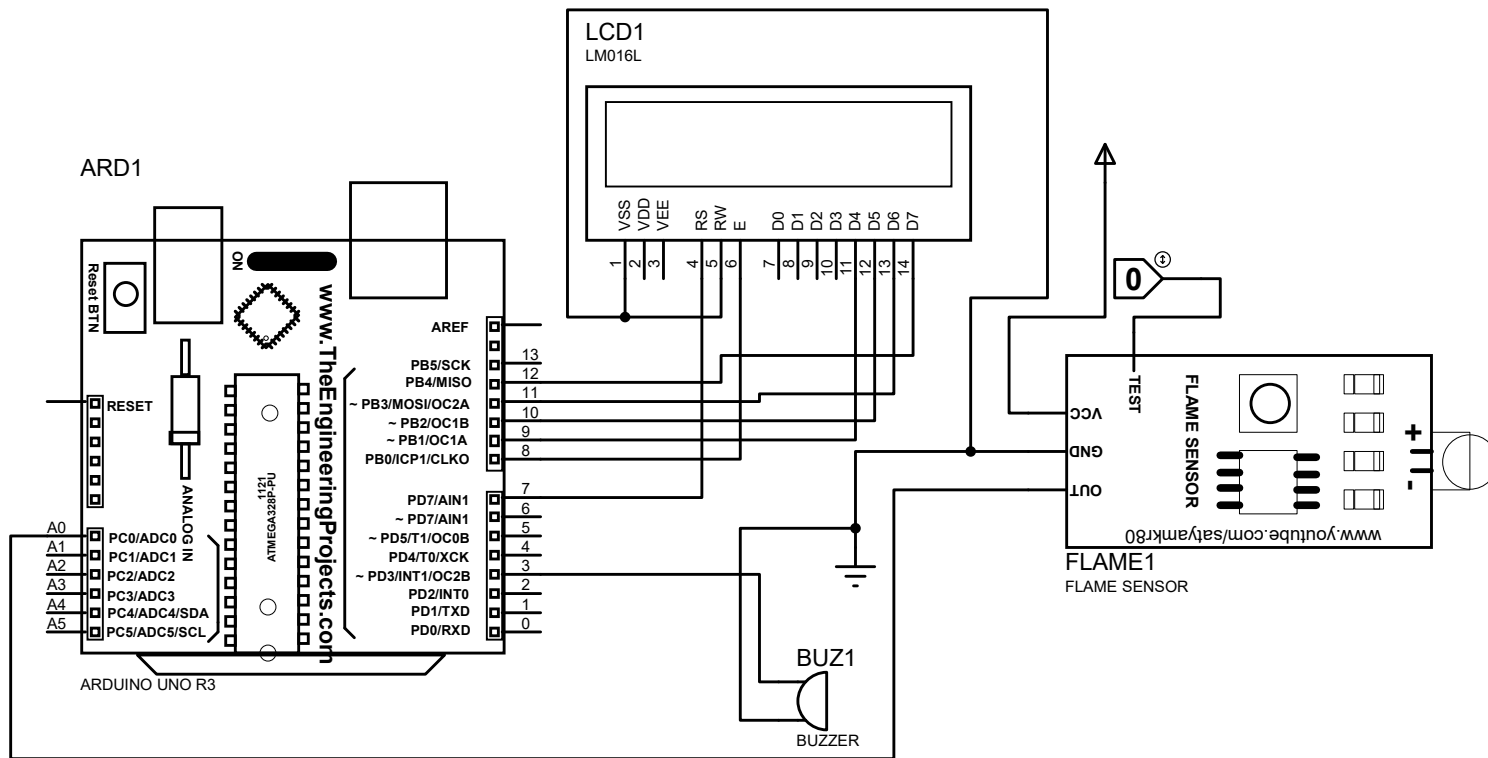 LCD1
LM016L
VSS
VDD
VEE
RS
RW
E
D0
D1
D2
D3
D4
D5
D6
D7
1
2
3
4
5
6
7
8
9
10
11
12
13
14
ARD1
ON
Reset BTN
www.TheEngineeringProjects.com
AREF
PB5/SCK 13
PB4/MISO 12
~ PB3/MOSI/OC2A 11
~ PB2/OC1B 10
~ PB1/OC1A 9
PB0/ICP1/CLKO 8
PD7/AIN1 7
~ PD7/AIN1 6
~ PD5/T1/OC0B 5
PD4/T0/XCK 4
~ PD3/INT1/OC2B 3
PD2/INT0 2
PD1/TXD 1
PD0/RXD 0
RESET
ANALOG IN
1121
ATMEGA328P-PU
A0 PC0/ADC0
A1 PC1/ADC1
A2 PC2/ADC2
A3 PC3/ADC3
A4 PC4/ADC4/SDA
A5 PC5/ADC5/SCL
ARDUINO UNO R3
BUZ1
BUZZER
0
TEST
VCC
GND
OUT
FLAME SENSOR
+
-
www.youtube.com/satyamkr80
FLAME1
FLAME SENSOR